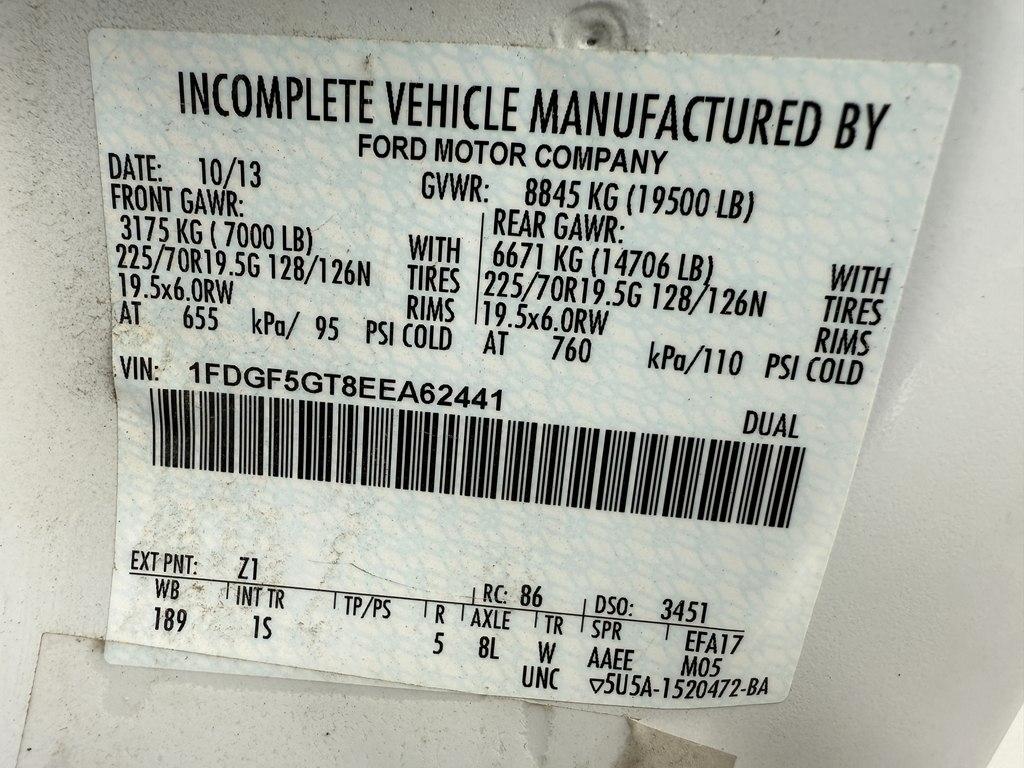 INCOMPLETE VEHICLE MANUFACTURED BY
FORD MOTOR COMPANY
DATE: 10/13 GVWR: 8845 KG (19500 LB)
FRONT GAWR: REAR GAWR:
3175 KG ( 7000 LB) WITH 6671 KG (14706 LB) WITH
225/70R19.5G 128/126N TIRES 225/70R19.5G 128/126N TIRES
19.5x6.0RW RIMS 19.5x6.0RW RIMS
AT 655 kPa/ 95 PSI COLD AT 760 kPa/110 PSI COLD
VIN: 1FDGF5GT8EEA62441
DUAL
EXT PNT: Z1 RC: 86 DSO: 3451
WB INT TR TP/PS R AXLE TR SPR EFA17
189 1S 5 8L W AAEE M05
UNC ▽5U5A-1520472-BA